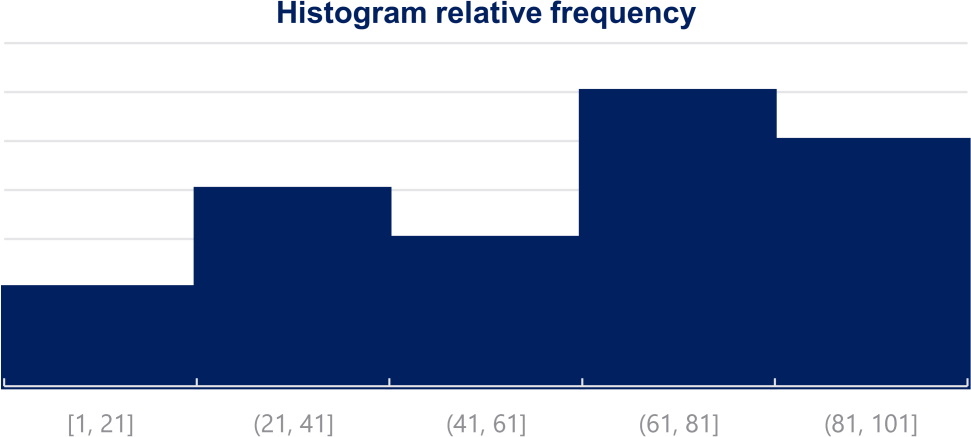 Histogram relative frequency
[1, 21] (21, 41] (41, 61] (61, 81] (81, 101]